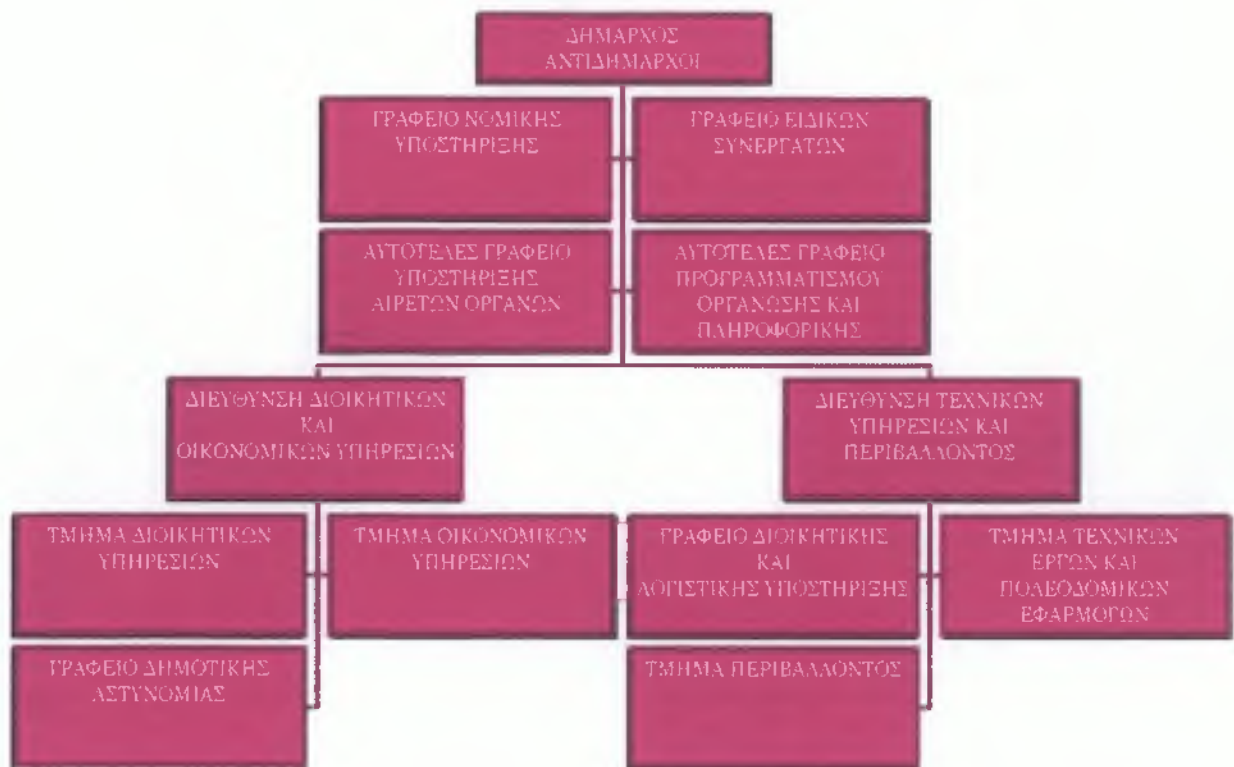 ΔΗΜΑΡΧΟΣ
ΑΝΤΙΔΗΜΑΡΧΟΙ
ΓΡΑΦΕΙΟ ΝΟΜΙΚΗΣ
ΥΠΟΣΤΗΡΙΞΗΣ
ΓΡΑΦΕΙΟ ΕΙΔΙΚΩΝ
ΣΥΝΕΡΓΑΤΩΝ
ΑΥΤΟΤΕΛΕΣ ΓΡΑΦΕΙΟ
ΥΠΟΣΤΗΡΙΞΗΣ
ΑΙΡΕΤΩΝ ΟΡΓΑΝΩΝ
ΑΥΤΟΤΕΛΕΣ ΓΡΑΦΕΙΟ
ΠΡΟΓΡΑΜΜΑΤΙΣΜΟΥ
ΟΡΓΑΝΩΣΗΣ ΚΑΙ
ΠΛΗΡΟΦΟΡΙΚΗΣ
ΔΙΕΥΘΥΝΣΗ ΔΙΟΙΚΗΤΙΚΩΝ
ΚΑΙ
ΟΙΚΟΝΟΜΙΚΩΝ ΥΠΗΡΕΣΙΩΝ
ΔΙΕΥΘΥΝΣΗ ΤΕΧΝΙΚΩΝ
ΥΠΗΡΕΣΙΩΝ ΚΑΙ
ΠΕΡΙΒΑΛΛΟΝΤΟΣ
ΤΜΗΜΑ ΔΙΟΙΚΗΤΙΚΩΝ
ΥΠΗΡΕΣΙΩΝ
ΤΜΗΜΑ ΟΙΚΟΝΟΜΙΚΩΝ
ΥΠΗΡΕΣΙΩΝ
ΓΡΑΦΕΙΟ ΔΙΟΙΚΗΤΙΚΗΣ
ΚΑΙ
ΛΟΓΙΣΤΙΚΗΣ ΥΠΟΣΤΗΡΙΞΗΣ
ΤΜΗΜΑ ΤΕΧΝΙΚΩΝ
ΕΡΓΩΝ ΚΑΙ
ΠΟΛΕΟΔΟΜΙΚΩΝ
ΕΦΑΡΜΟΓΩΝ
ΓΡΑΦΕΙΟ ΔΗΜΟΤΙΚΗΣ
ΑΣΤΥΝΟΜΙΑΣ
ΤΜΗΜΑ ΠΕΡΙΒΑΛΛΟΝΤΟΣ